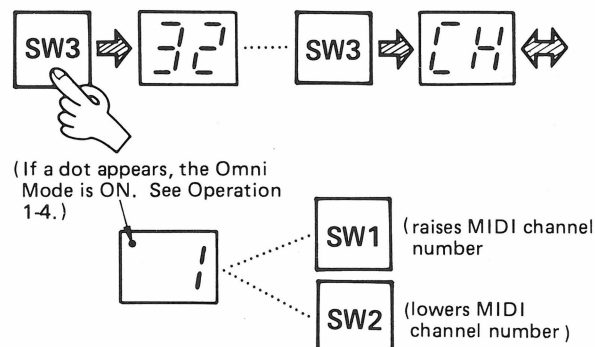 SW3 32 SW3 CH
(If a dot appears, the Omni
Mode is ON. See Operation
1-4.)
1
SW1 (raises MIDI channel
number
SW2 (lowers MIDI
channel number)